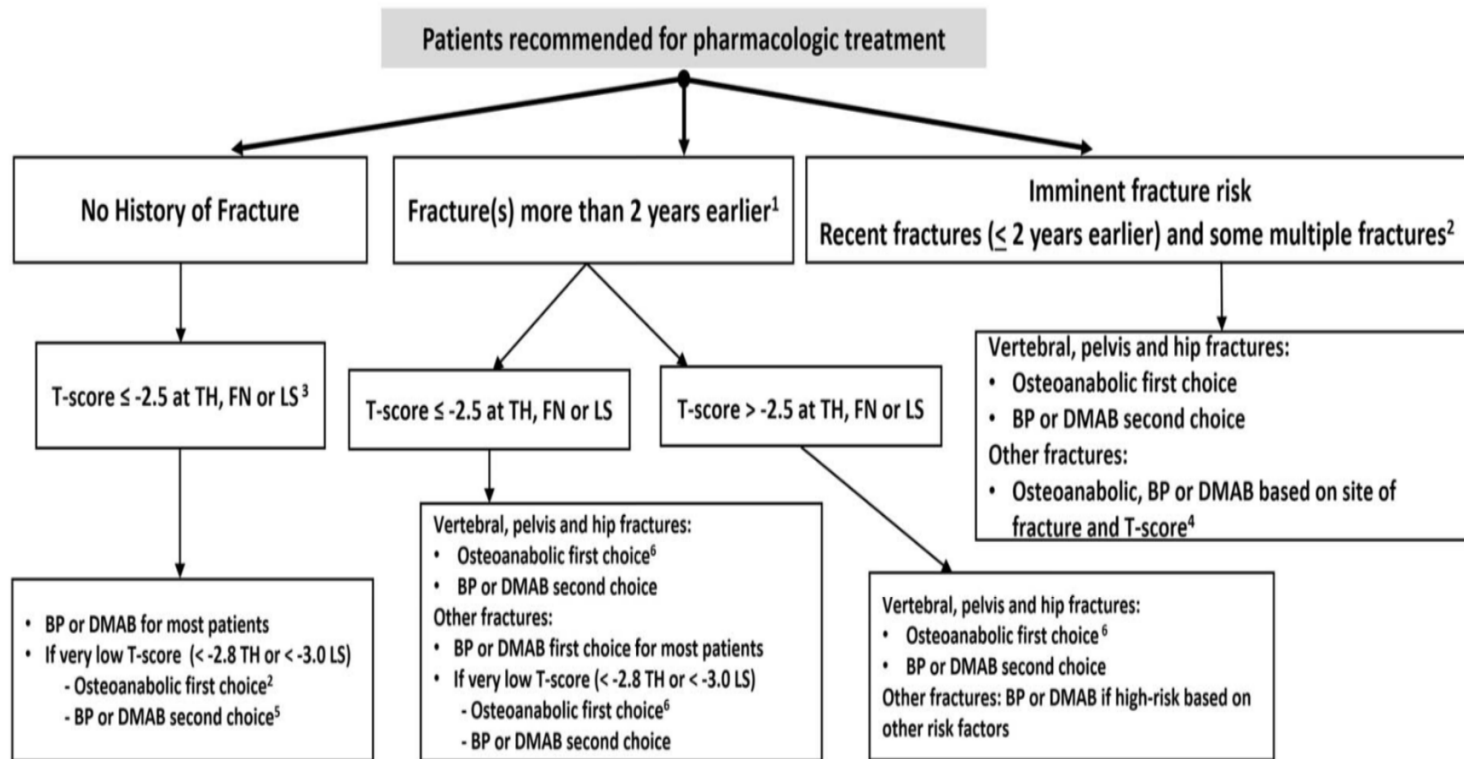 Patients recommended for pharmacologic treatment
No History of Fracture
Fracture(s) more than 2 years earlier¹
Imminent fracture risk
Recent fractures (≤ 2 years earlier) and some multiple fractures²
T-score ≤ -2.5 at TH, FN or LS ³
T-score ≤ -2.5 at TH, FN or LS
T-score > -2.5 at TH, FN or LS
Vertebral, pelvis and hip fractures:
• Osteoanabolic first choice
• BP or DMAB second choice
Other fractures:
• Osteoanabolic, BP or DMAB based on site of
fracture and T-score⁴
• BP or DMAB for most patients
• If very low T-score (< -2.8 TH or < -3.0 LS)
- Osteoanabolic first choice²
- BP or DMAB second choice⁵
Vertebral, pelvis and hip fractures:
• Osteoanabolic first choice⁶
• BP or DMAB second choice
Other fractures:
• BP or DMAB first choice for most patients
• If very low T-score (< -2.8 TH or < -3.0 LS)
- Osteoanabolic first choice⁶
- BP or DMAB second choice
Vertebral, pelvis and hip fractures:
• Osteoanabolic first choice ⁶
• BP or DMAB second choice
Other fractures: BP or DMAB if high-risk based on
other risk factors